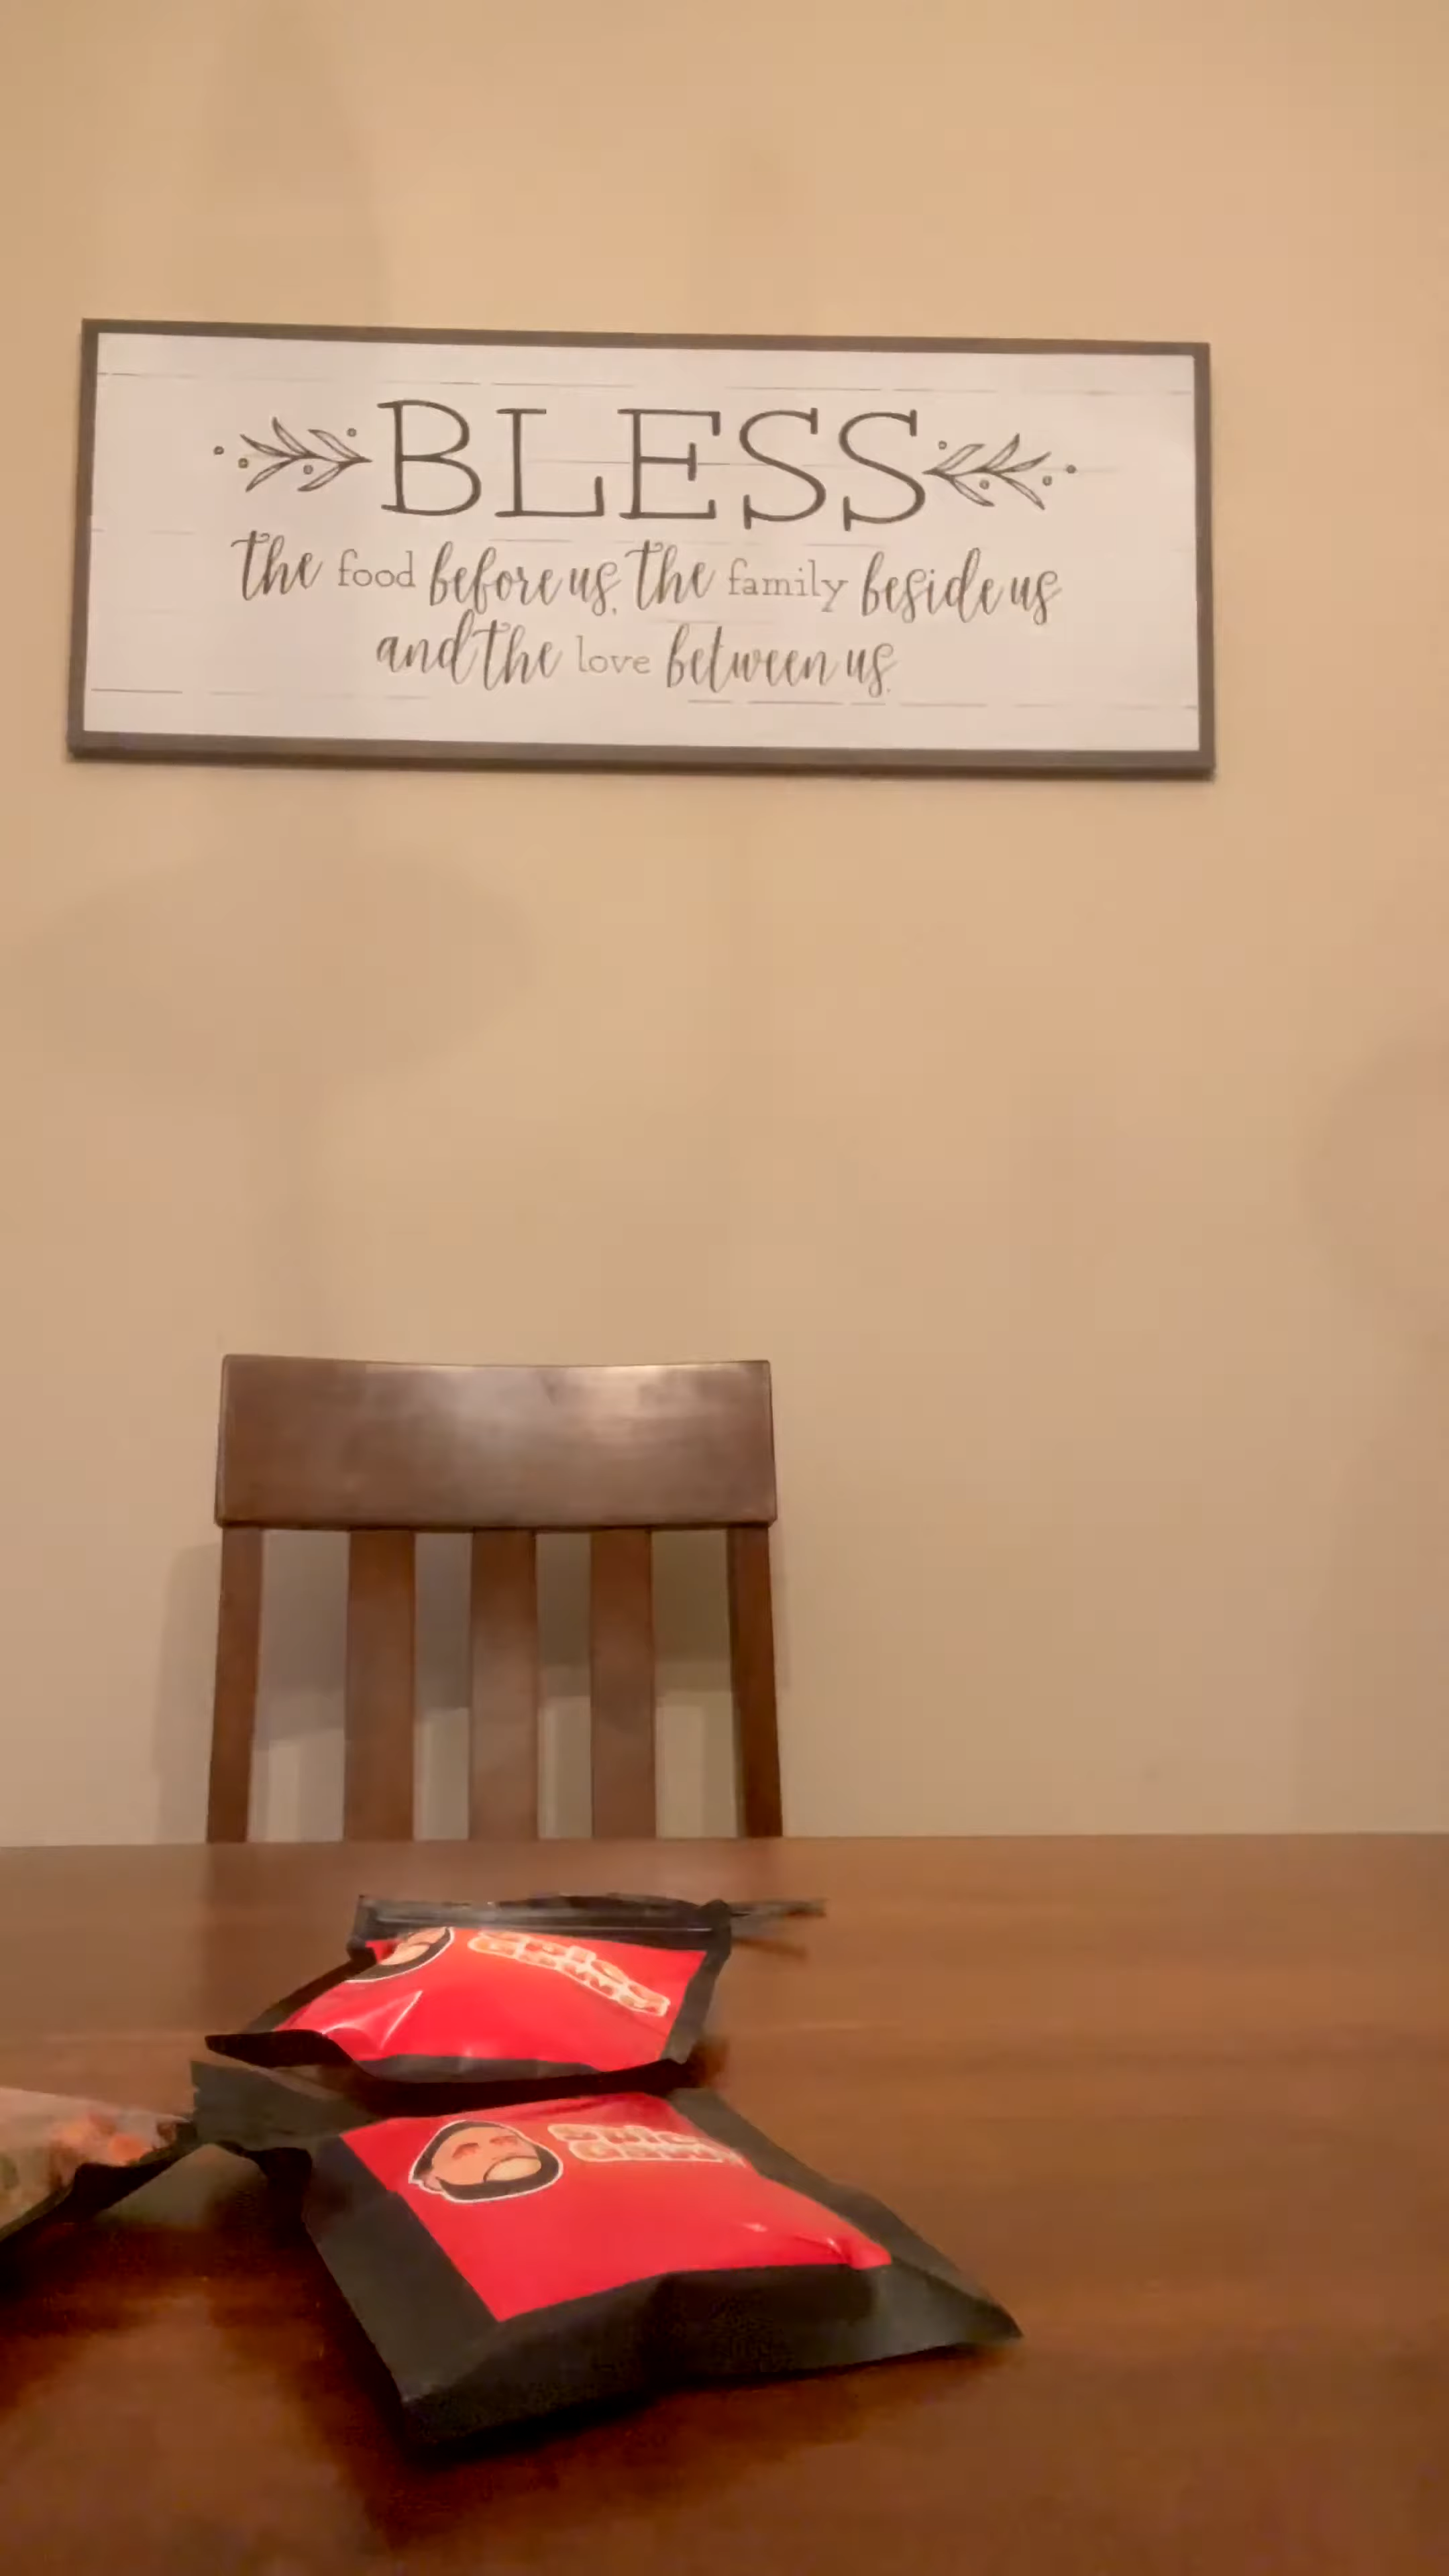 BLESS
the food before us, the family beside us
and the love between us.